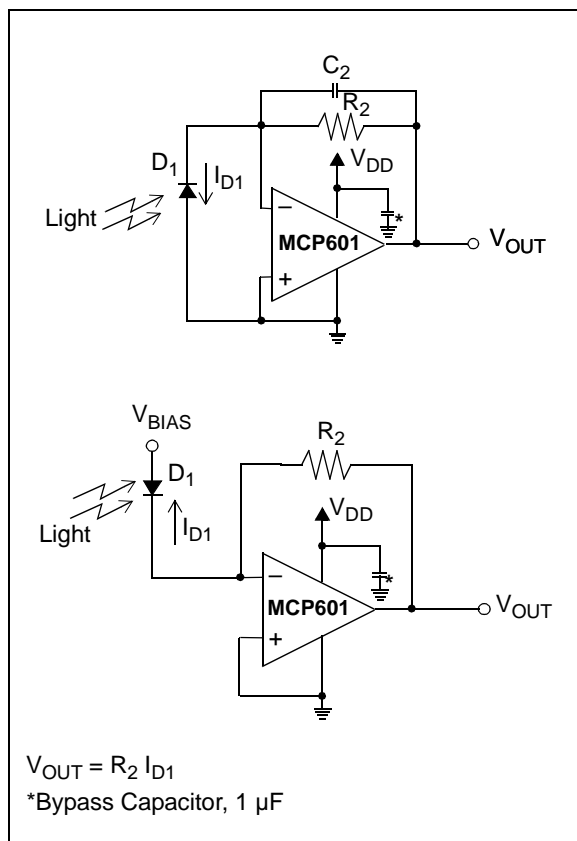 C2
R2
VDD
D1
ID1
Light
−
MCP601
*
+
VOUT
VBIAS
R2
D1
VDD
Light
ID1
−
*
MCP601
+
VOUT
VOUT = R2 ID1
*Bypass Capacitor, 1 µF